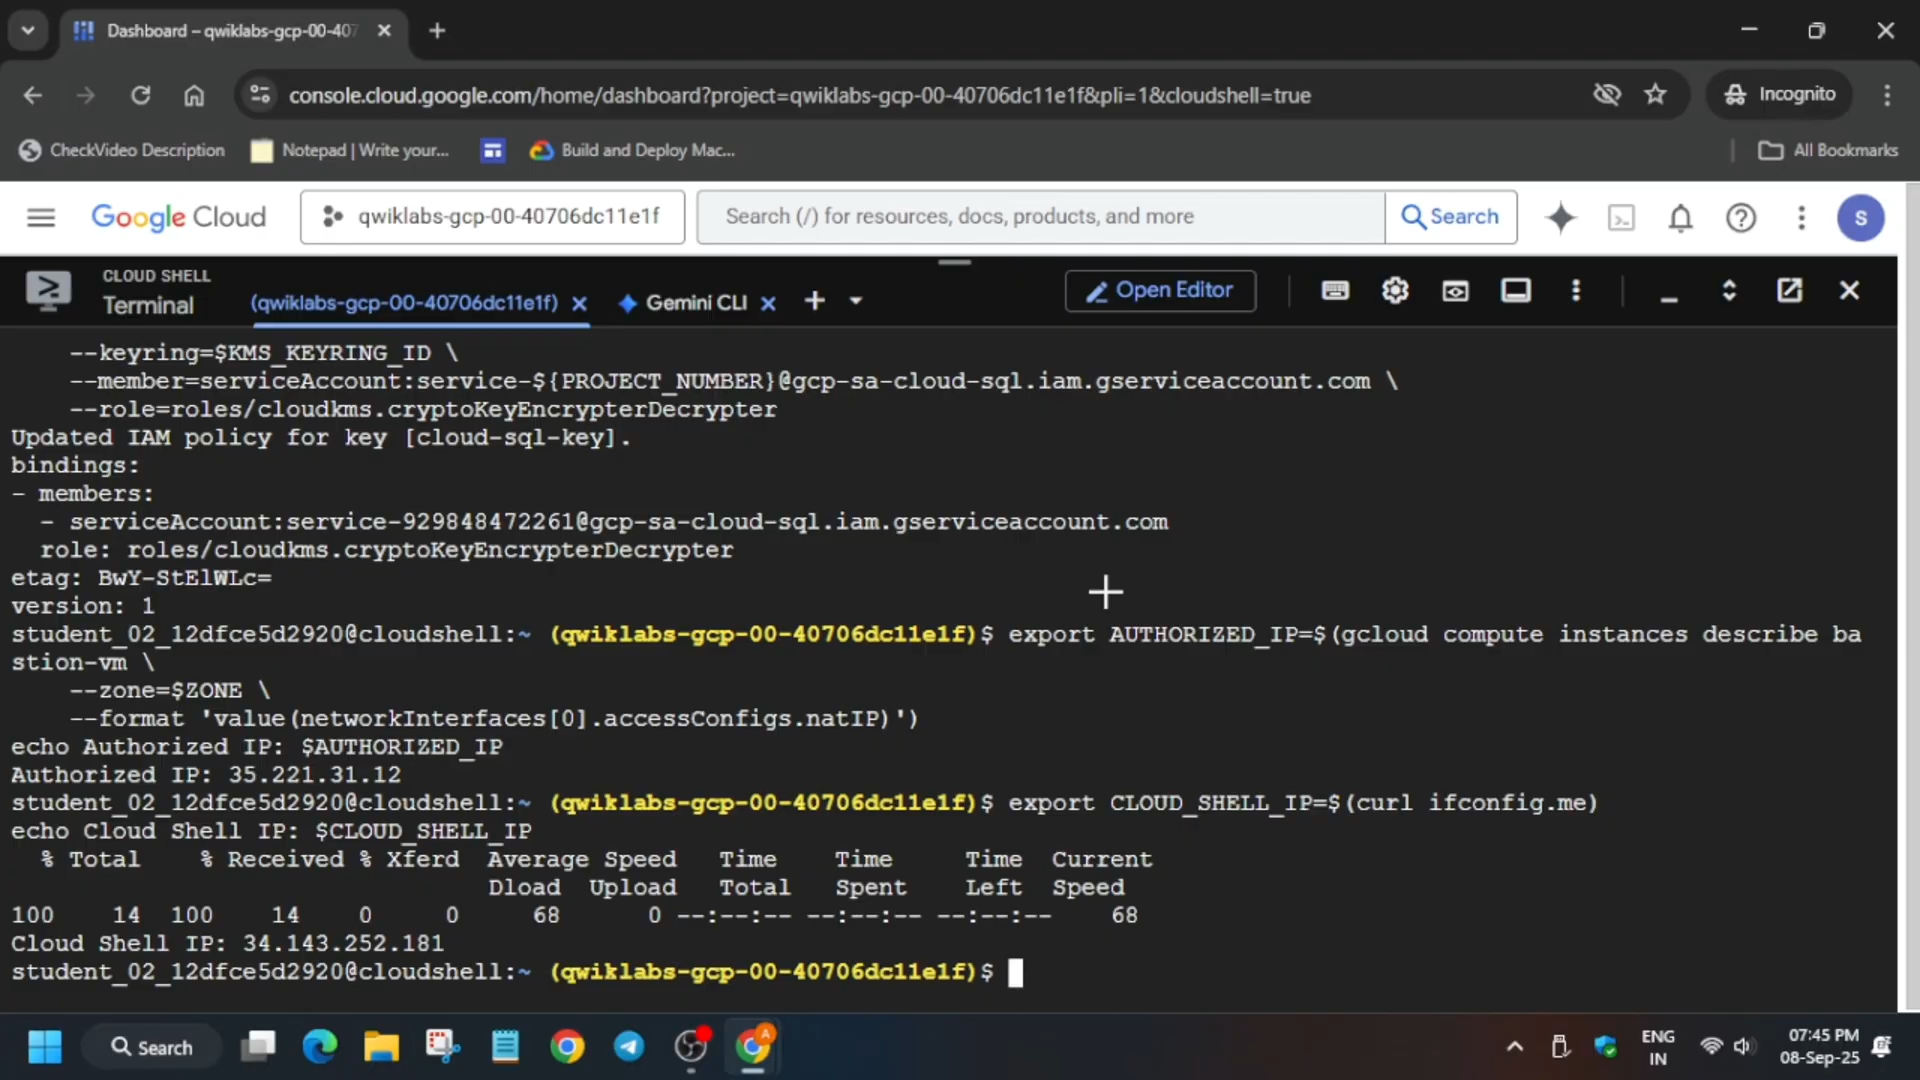 Dashboard – qwiklabs-gcp-00-407
console.cloud.google.com/home/dashboard?project=qwiklabs-gcp-00-40706dc11e1f&pli=1&cloudshell=true
Incognito
CheckVideo Description
Notepad | Write your...
Build and Deploy Mac...
All Bookmarks
Google Cloud
qwiklabs-gcp-00-40706dc11e1f
Search (/) for resources, docs, products, and more
Search
S
CLOUD SHELL
Terminal
(qwiklabs-gcp-00-40706dc11e1f)
Gemini CLI
Open Editor
--keyring=$KMS_KEYRING_ID \
--member=serviceAccount:service-${PROJECT_NUMBER}@gcp-sa-cloud-sql.iam.gserviceaccount.com \
--role=roles/cloudkms.cryptoKeyEncrypterDecrypter
Updated IAM policy for key [cloud-sql-key].
bindings:
- members:
- serviceAccount:service-929848472261@gcp-sa-cloud-sql.iam.gserviceaccount.com
role: roles/cloudkms.cryptoKeyEncrypterDecrypter
etag: BwY-StElWLc=
version: 1
student_02_12dfce5d2920@cloudshell:~ (qwiklabs-gcp-00-40706dc11e1f)$ export AUTHORIZED_IP=$(gcloud compute instances describe ba
stion-vm \
--zone=$ZONE \
--format 'value(networkInterfaces[0].accessConfigs.natIP)')
echo Authorized IP: $AUTHORIZED_IP
Authorized IP: 35.221.31.12
student_02_12dfce5d2920@cloudshell:~ (qwiklabs-gcp-00-40706dc11e1f)$ export CLOUD_SHELL_IP=$(curl ifconfig.me)
echo Cloud Shell IP: $CLOUD_SHELL_IP
% Total % Received % Xferd Average Speed Time Time Time Current
Dload Upload Total Spent Left Speed
100 14 100 14 0 0 68 0 --:--:-- --:--:-- --:--:-- 68
Cloud Shell IP: 34.143.252.181
student_02_12dfce5d2920@cloudshell:~ (qwiklabs-gcp-00-40706dc11e1f)$
Search
ENG
IN
07:45 PM
08-Sep-25